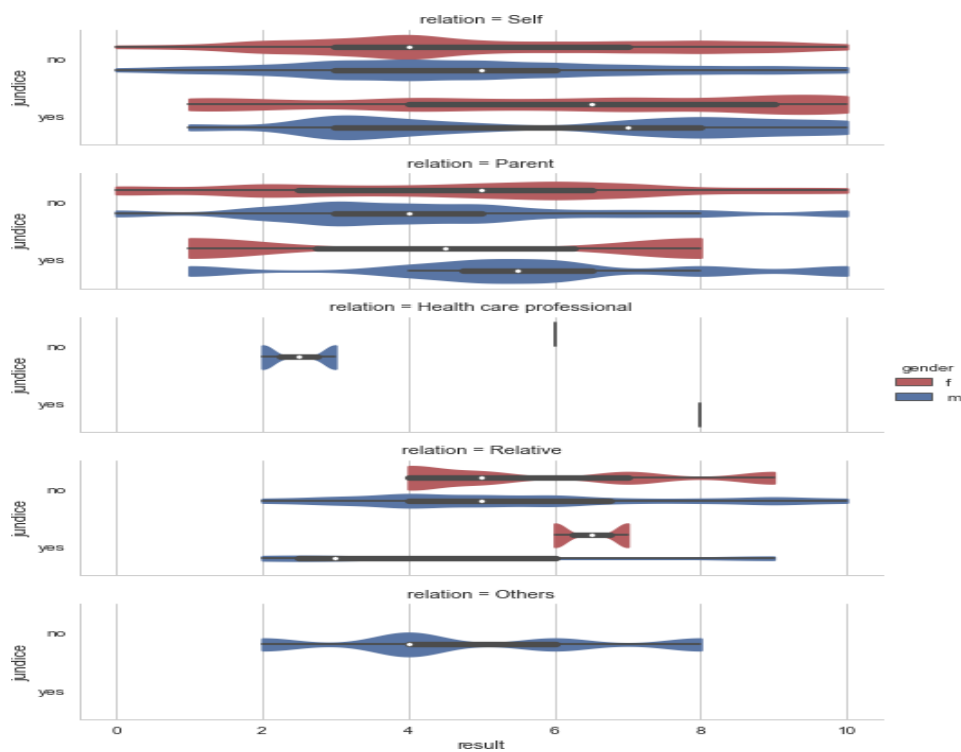 relation = Self
no
yes
jundice
relation = Parent
no
yes
jundice
relation = Health care professional
no
yes
jundice
gender
f
m
relation = Relative
no
yes
jundice
relation = Others
no
yes
jundice
0 2 4 6 8 10
result